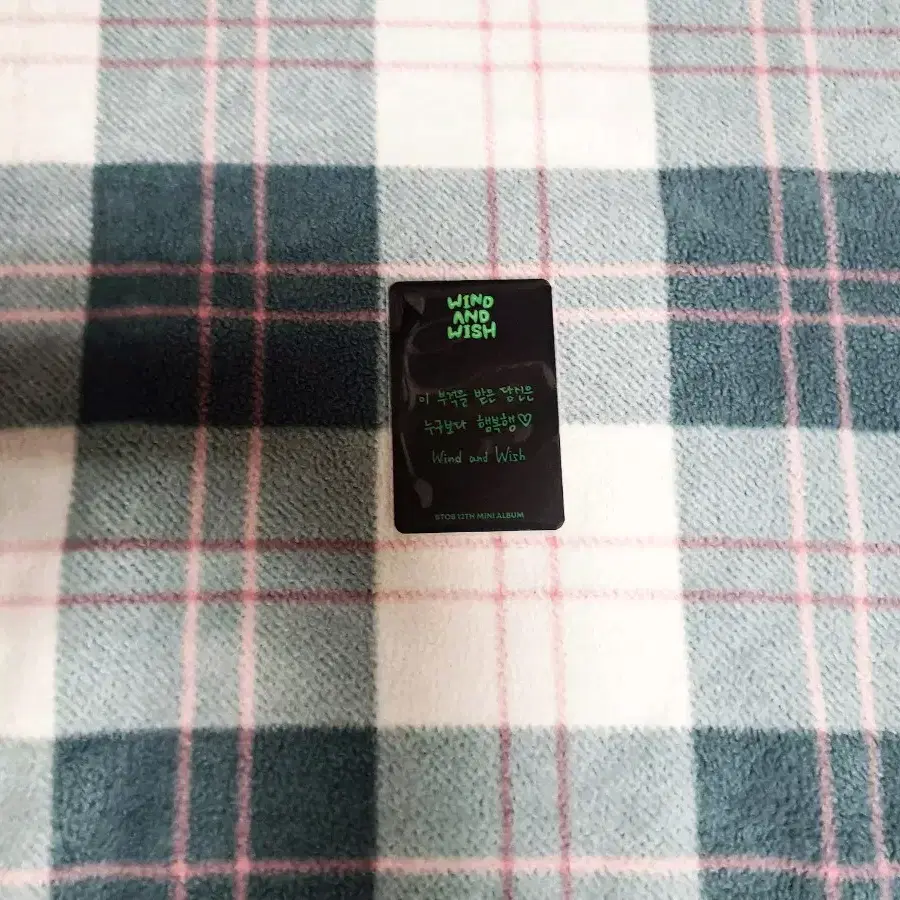 WIND
AND
WISH
이 부적을 받은 당신은
누구보다 행복행♡
Wind and Wish
BTOB 12TH MINI ALBUM